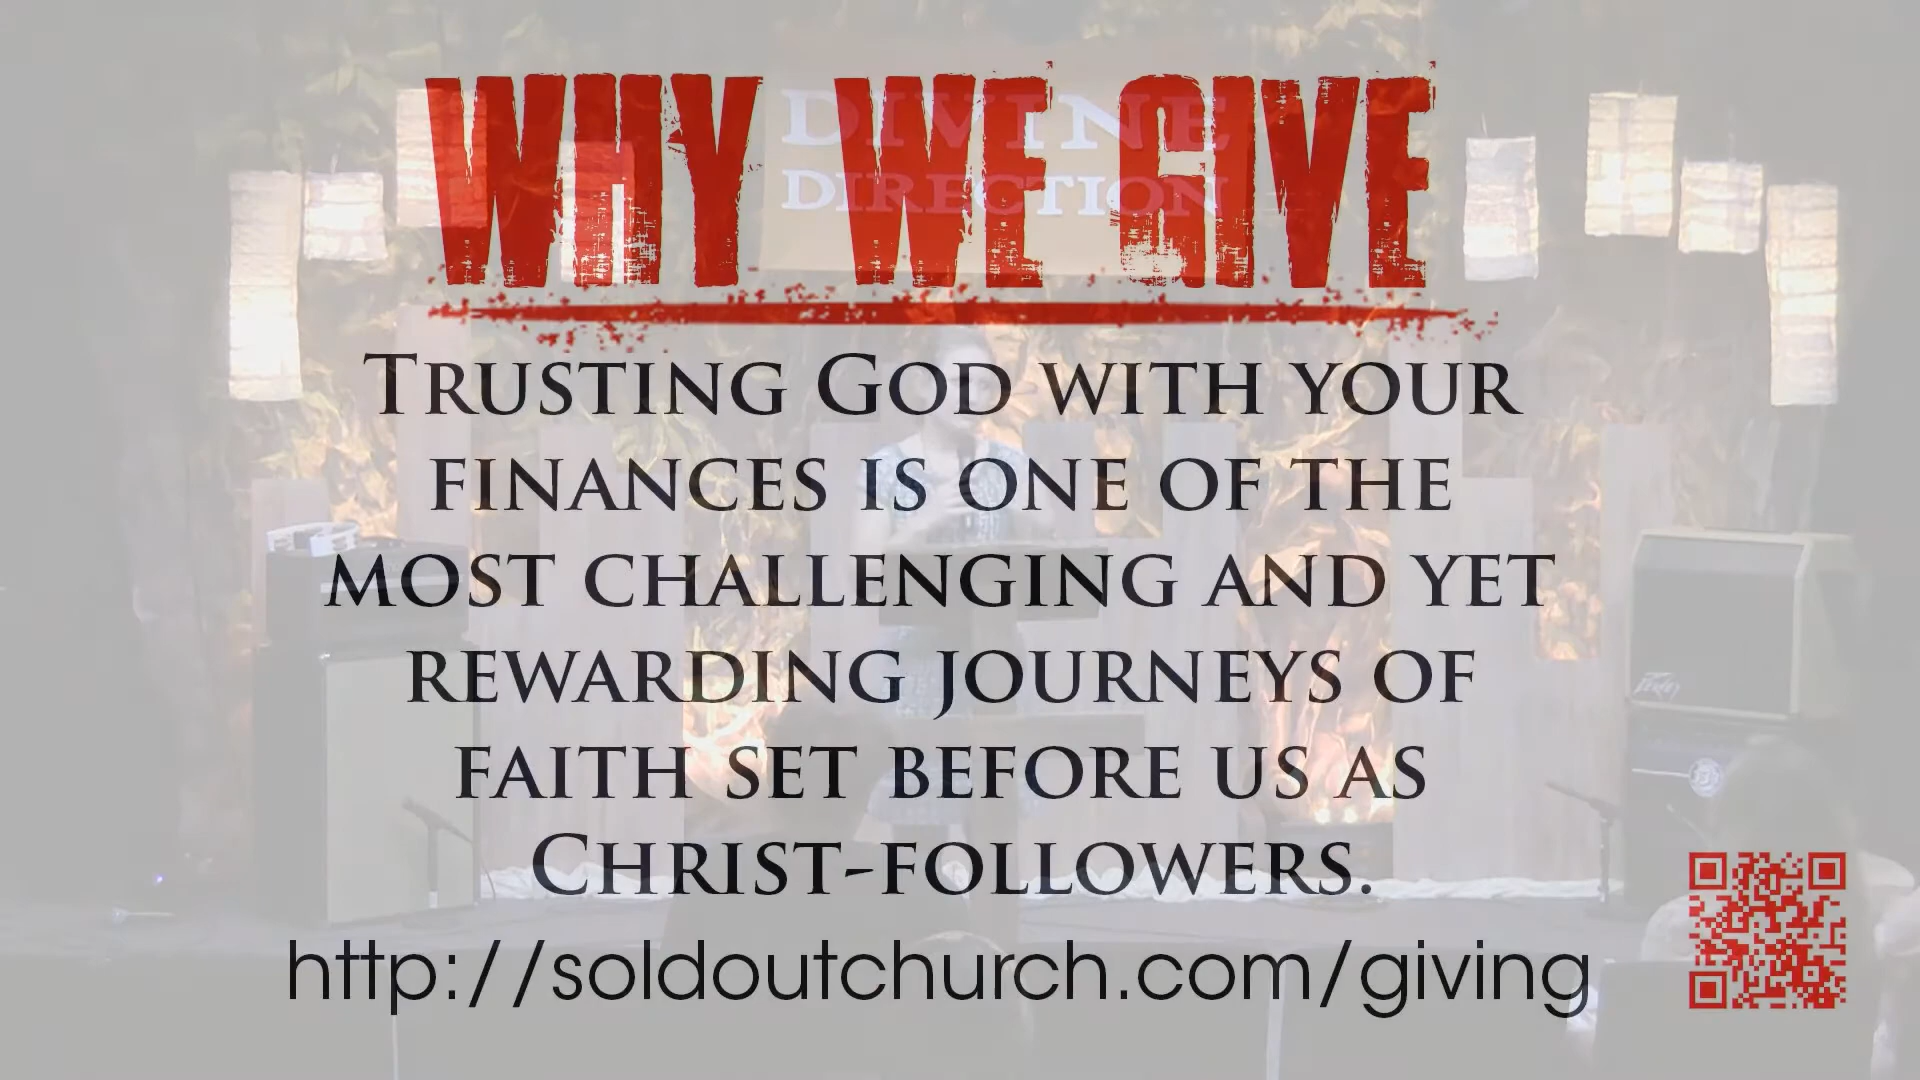 WHY WE GIVE
DIVINE
DIRECTION
Trusting God with your
finances is one of the
most challenging and yet
rewarding journeys of
faith set before us as
Christ-followers.
Peavey
http://soldoutchurch.com/giving